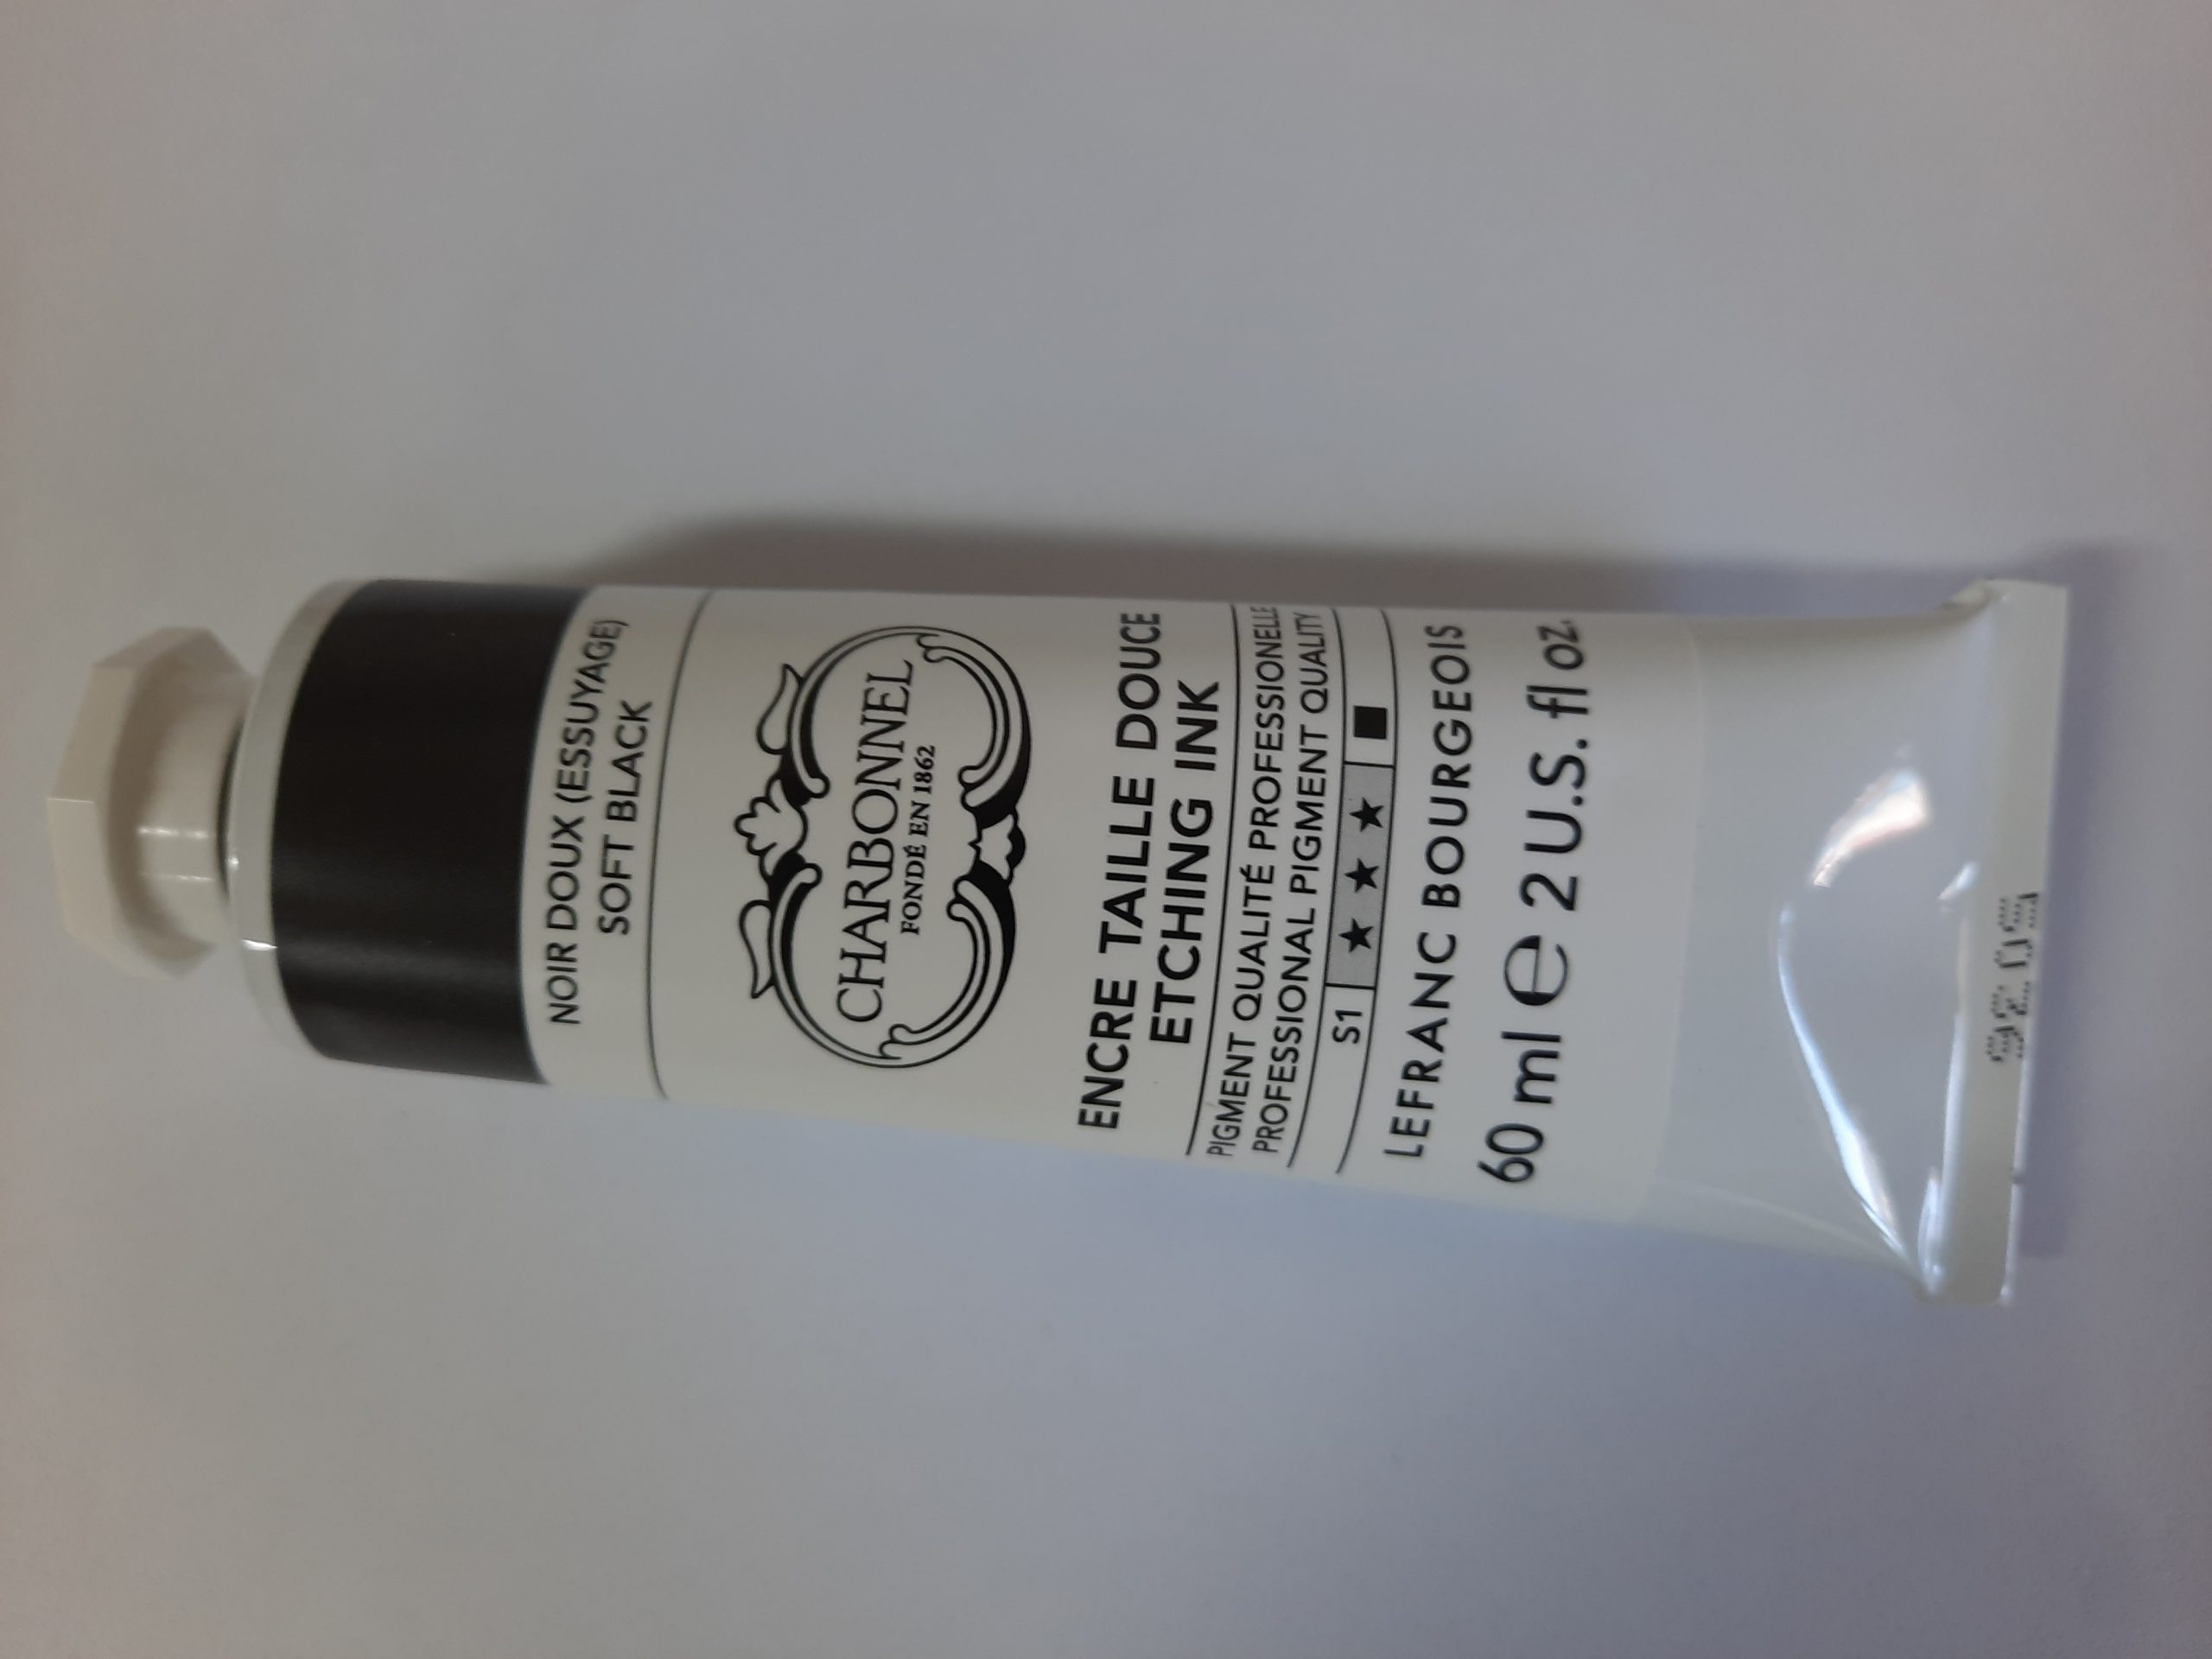 NOIR DOUX (ESSUYAGE)
SOFT BLACK
CHARBONNEL
FONDÉ EN 1862
ENCRE TAILLE DOUCE
ETCHING INK
PIGMENT QUALITÉ PROFESSIONELLE
PROFESSIONAL PIGMENT QUALITY
S1 ★ ★ ★ ■
LEFRANC BOURGEOIS
60 ml ℮ 2 U.S. fl oz.